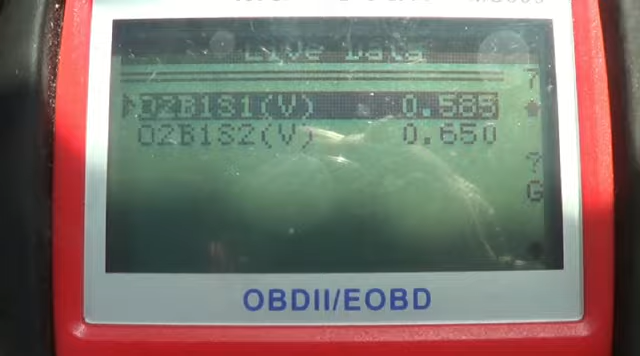 Live Data
?
O2B1S1(V) 0.585
O2B1S2(V) 0.650
?
G
OBDII/EOBD